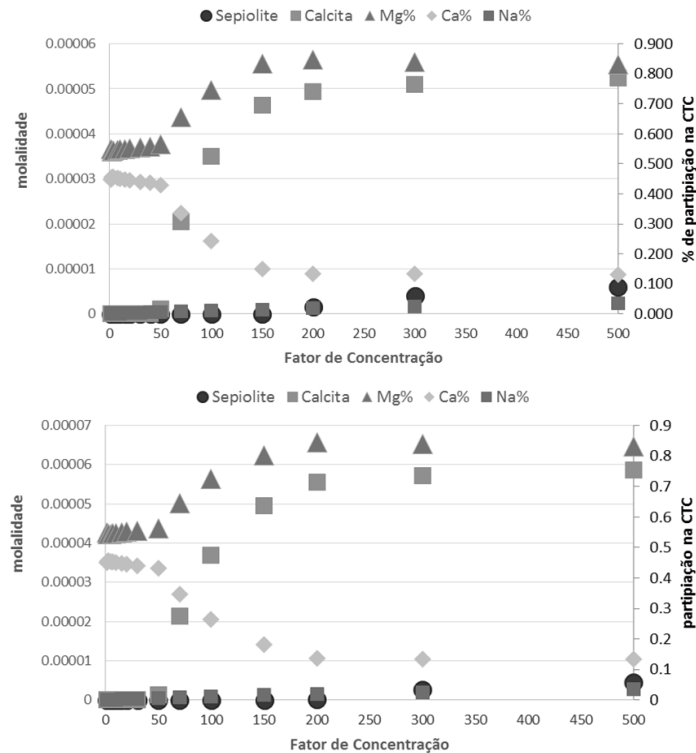 Sepiolite Calcita Mg% Ca% Na%
0.00006 0.900
0.00005 0.800
0.00004 0.700
0.00003 0.600
0.00002 0.500
0.00001 0.400
0 0.300
0.200
0.100
0.000
molalidade
% de partipiação na CTC
0 50 100 150 200 250 300 350 400 450 500
Fator de Concentração
Sepiolite Calcita Mg% Ca% Na%
0.00007 0.9
0.00006 0.8
0.00005 0.7
0.00004 0.6
0.00003 0.5
0.00002 0.4
0.00001 0.3
0 0.2
0.1
0
molalidade
partipiação na CTC
0 50 100 150 200 250 300 350 400 450 500
Fator de Concentração